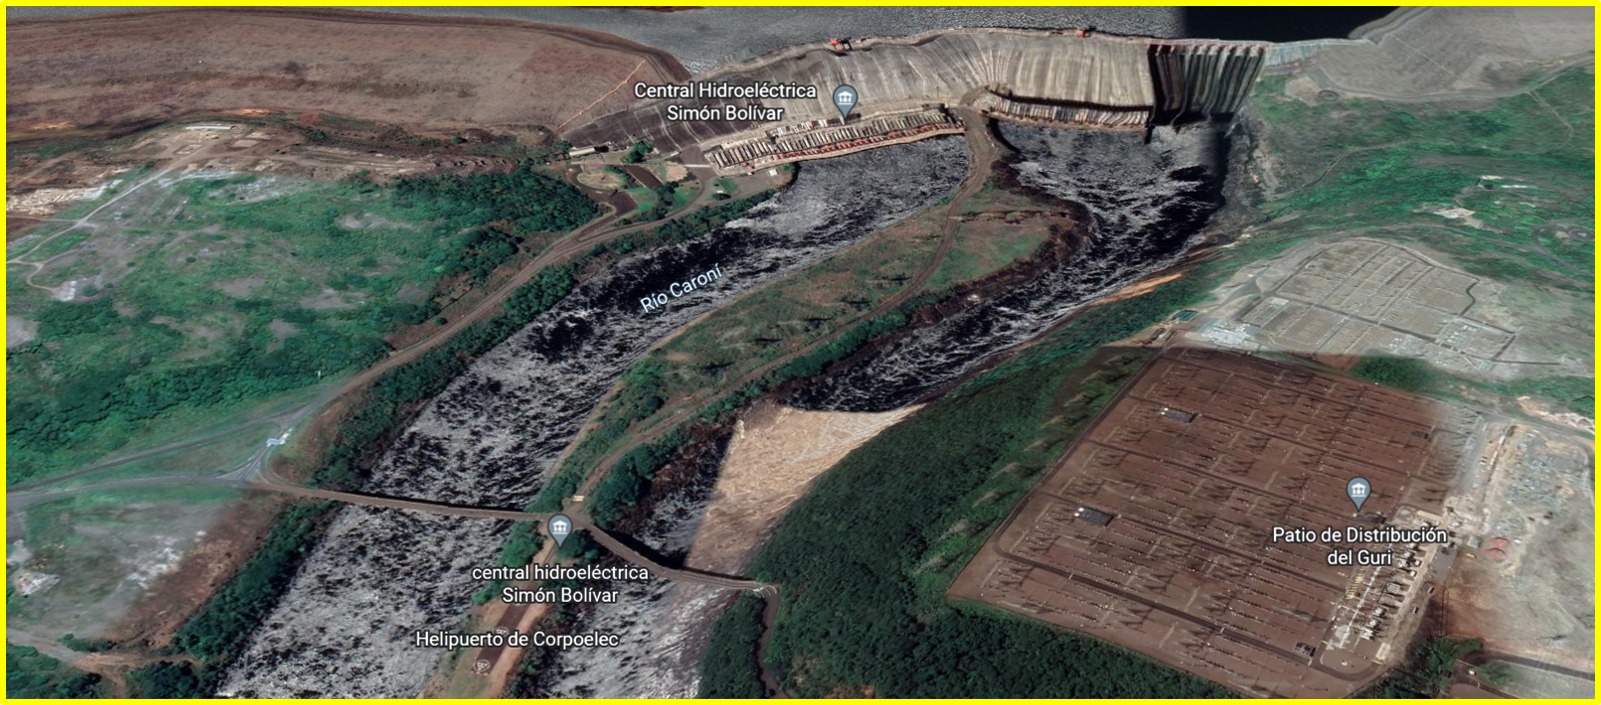 Central Hidroeléctrica
Simón Bolívar
Río Caroní
Patio de Distribución
del Guri
central hidroeléctrica
Simón Bolívar
Helipuerto de Corpoelec